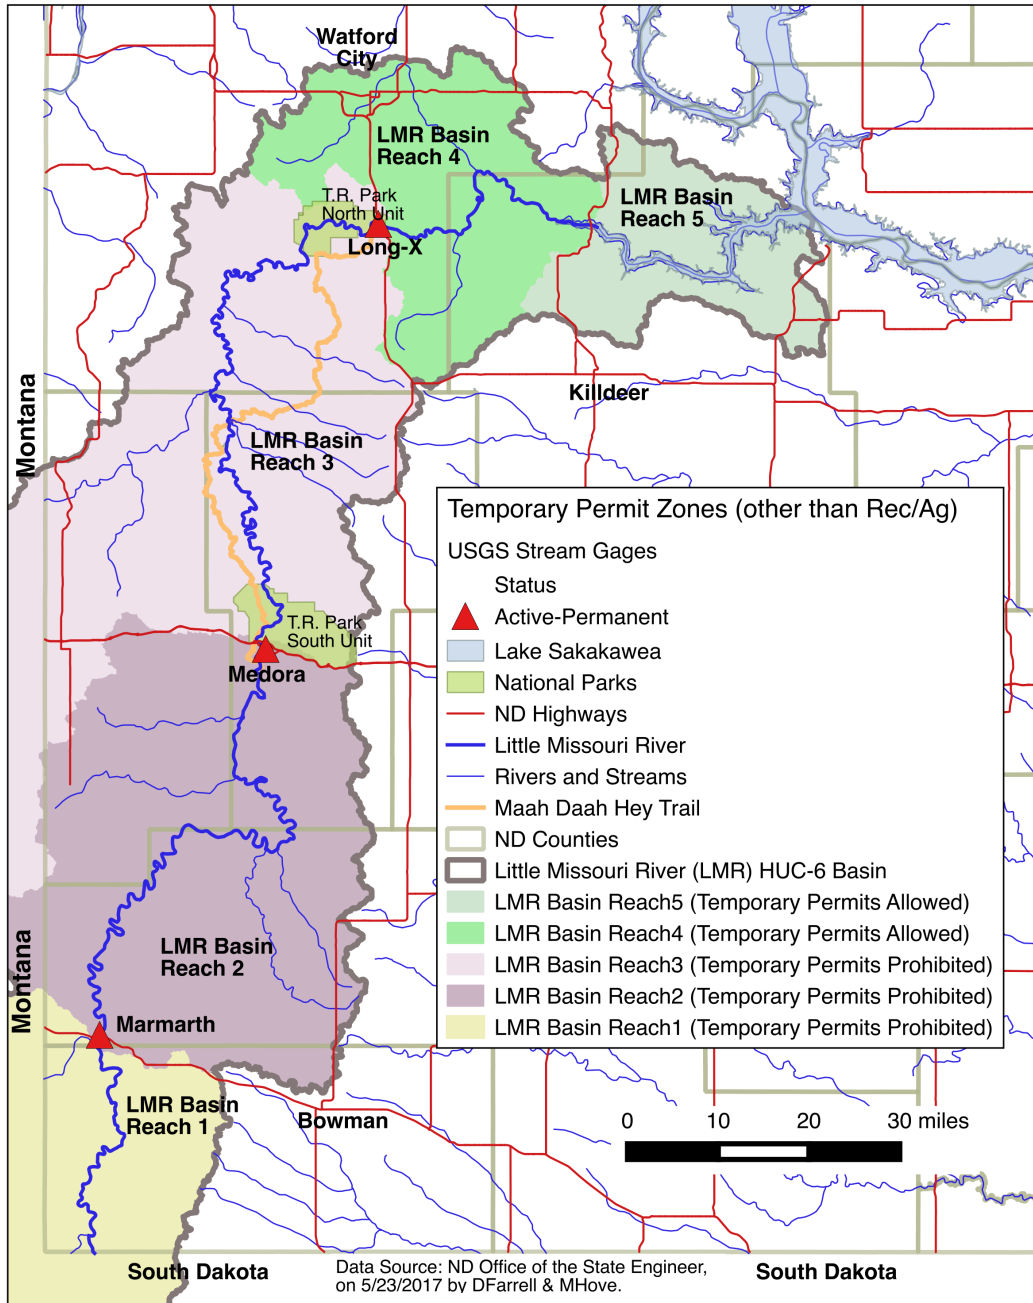 Watford
City
LMR Basin
Reach 4
T.R. Park
North Unit
Long-X
LMR Basin
Reach 5
Montana
Killdeer
LMR Basin
Reach 3
T.R. Park
South Unit
Medora
Temporary Permit Zones (other than Rec/Ag)
USGS Stream Gages
Status
Active-Permanent
Lake Sakakawea
National Parks
ND Highways
Little Missouri River
Rivers and Streams
Maah Daah Hey Trail
ND Counties
Little Missouri River (LMR) HUC-6 Basin
LMR Basin Reach5 (Temporary Permits Allowed)
LMR Basin Reach4 (Temporary Permits Allowed)
LMR Basin Reach3 (Temporary Permits Prohibited)
LMR Basin Reach2 (Temporary Permits Prohibited)
LMR Basin Reach1 (Temporary Permits Prohibited)
Montana
LMR Basin
Reach 2
Marmarth
LMR Basin
Reach 1
Bowman
0 10 20 30 miles
South Dakota
Data Source: ND Office of the State Engineer,
on 5/23/2017 by DFarrell & MHove.
South Dakota